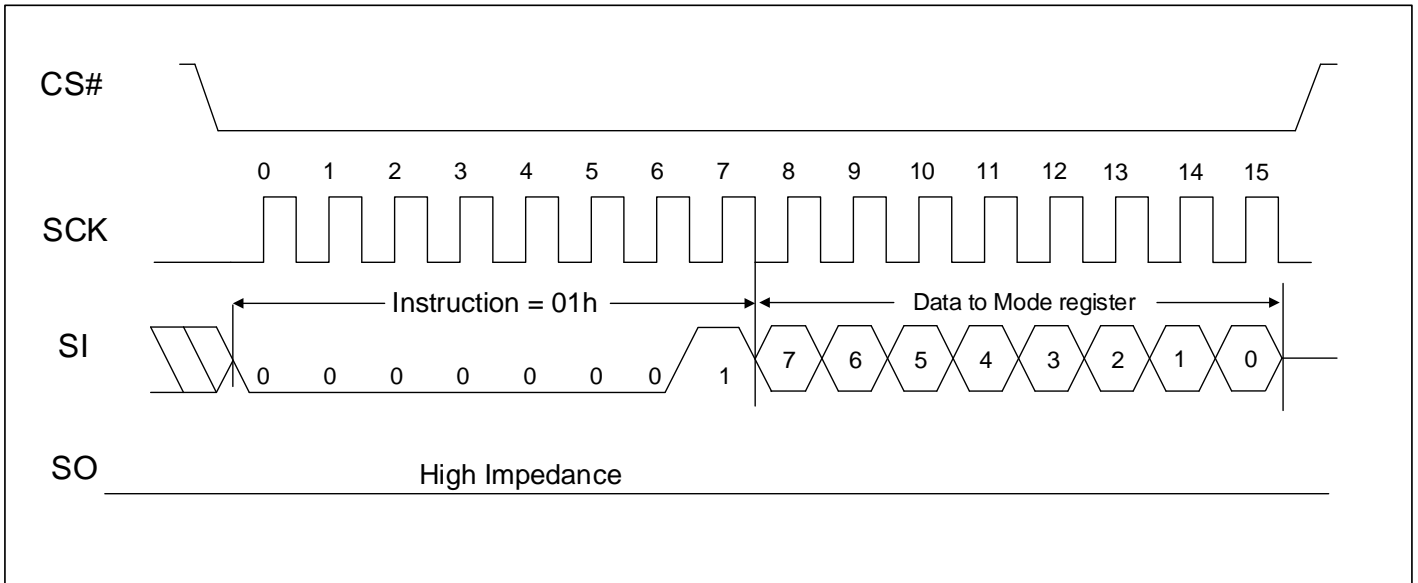 CS#
0 1 2 3 4 5 6 7 8 9 10 11 12 13 14 15
SCK
Instruction = 01h Data to Mode register
SI
0 0 0 0 0 0 0 1 7 6 5 4 3 2 1 0
SO
High Impedance